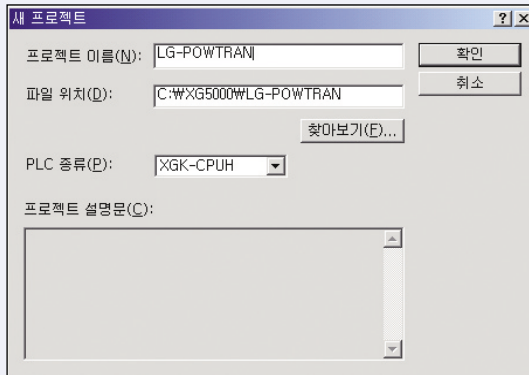 새 프로젝트
프로젝트 이름(N): LG-POWTRAN 확인
파일 위치(D): C:₩XG5000₩LG-POWTRAN 취소
찾아보기(F)...
PLC 종류(P): XGK-CPUH
프로젝트 설명문(C):